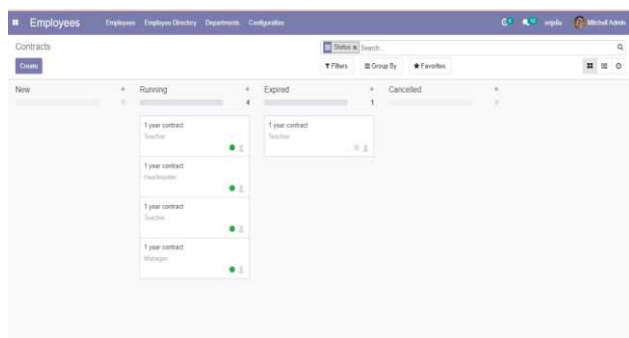 Employees Employees Employee Directory Departments Configuration Mitchell Admin
Contracts
Status x Search...
Create
Filters Group By Favorites
New + Running + Expired + Cancelled +
0 4 1 0
1 year contract
Teacher
1 year contract
Headmaster
1 year contract
Teacher
1 year contract
Manager
1 year contract
Teacher